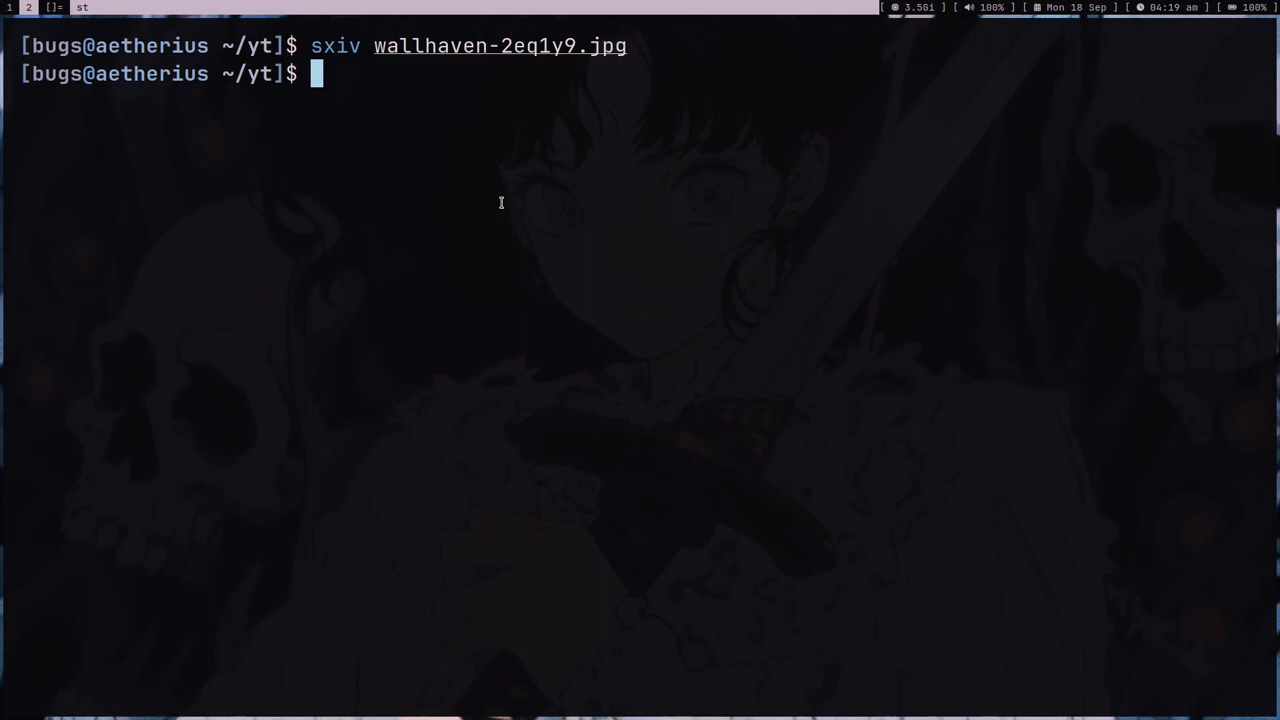 1 2 []= st [ 3.5Gi ] [ 100% ] [ Mon 18 Sep ] [ 04:19 am ] [ 100% ]
[bugs@aetherius ~/yt]$ sxiv wallhaven-2eq1y9.jpg
[bugs@aetherius ~/yt]$